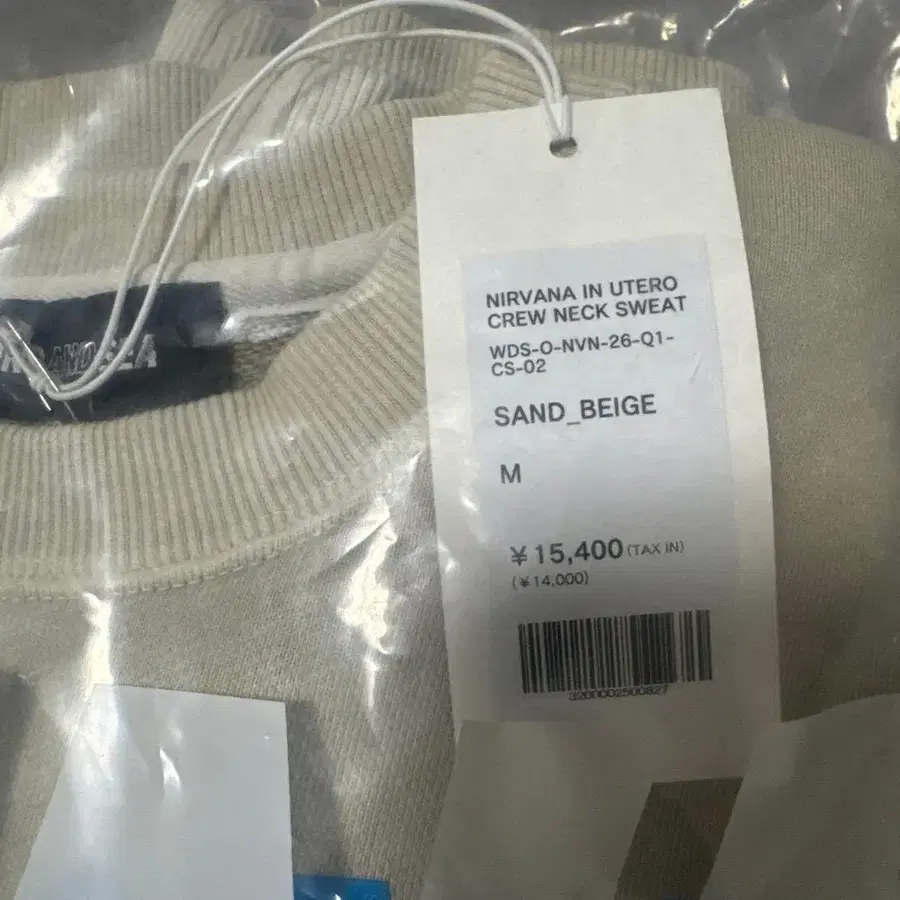 NIRVANA IN UTERO
CREW NECK SWEAT
WDS-O-NVN-26-Q1-
CS-02
SAND_BEIGE
M
¥15,400 (TAX IN)
(¥14,000)
3200002500827